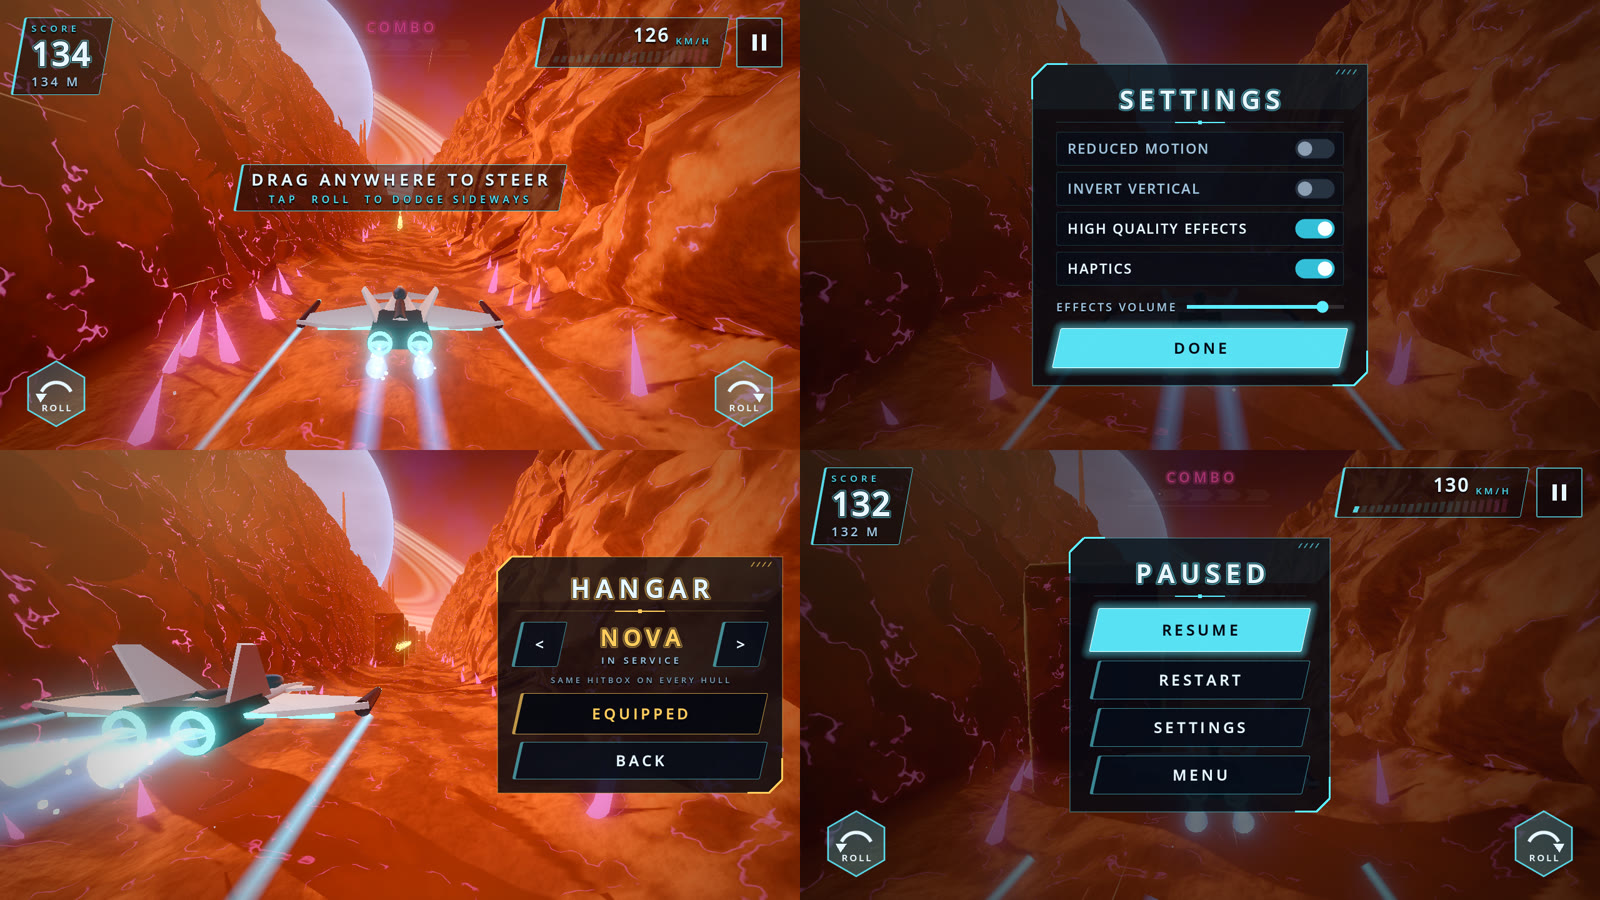 SCORE
134
134 M
COMBO
126 KM/H
DRAG ANYWHERE TO STEER
TAP ROLL TO DODGE SIDEWAYS
ROLL
ROLL
SETTINGS
REDUCED MOTION
INVERT VERTICAL
HIGH QUALITY EFFECTS
HAPTICS
EFFECTS VOLUME
DONE
HANGAR
< NOVA >
IN SERVICE
SAME HITBOX ON EVERY HULL
EQUIPPED
BACK
SCORE
132
132 M
COMBO
130 KM/H
PAUSED
RESUME
RESTART
SETTINGS
MENU
ROLL
ROLL